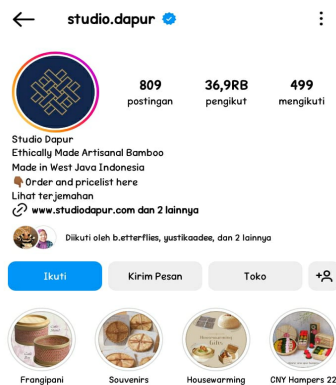 studio.dapur
809 36,9RB 499
postingan pengikut mengikuti
Studio Dapur
Ethically Made Artisanal Bamboo
Made in West Java Indonesia
👇🏾Order and pricelist here
Lihat terjemahan
www.studiodapur.com dan 2 lainnya
Diikuti oleh b.etterflies, yustikaadee, dan 2 lainnya
Ikuti Kirim Pesan Toko
Frangipani Souvenirs Housewarming CNY Hampers 22